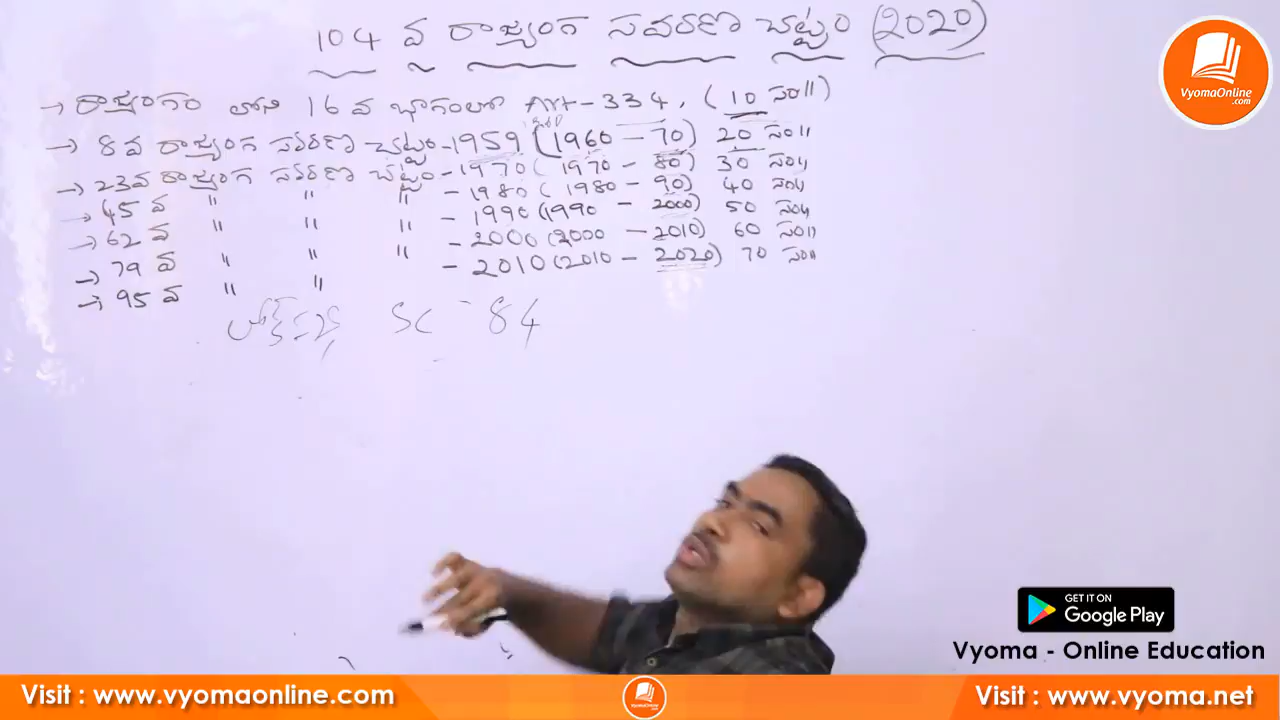 104 వ రాజ్యంగ సవరణ చట్టం (2020)
→ రాజ్యంగం లోని 16 వ భాగంలో Art-334. (10 సం॥)
→ 8వ రాజ్యంగ సవరణ చట్టం-1959 (1960 - 70) 20 సం॥
→ 23వ రాజ్యంగ సవరణ చట్టం-1970 (1970 - 80) 30 సం॥
→ 45 వ " " " - 1980 (1980 - 90) 40 సం॥
→ 62 వ " " " - 1990 (1990 - 2000) 50 సం॥
→ 79 వ " " " - 2000 (2000 - 2010) 60 సం॥
→ 95 వ " " - 2010 (2010 - 2020) 70 సం॥
SC - 84
VyomaOnline
.com
GET IT ON
Google Play
Vyoma - Online Education
Visit : www.vyomaonline.com
Visit : www.vyoma.net